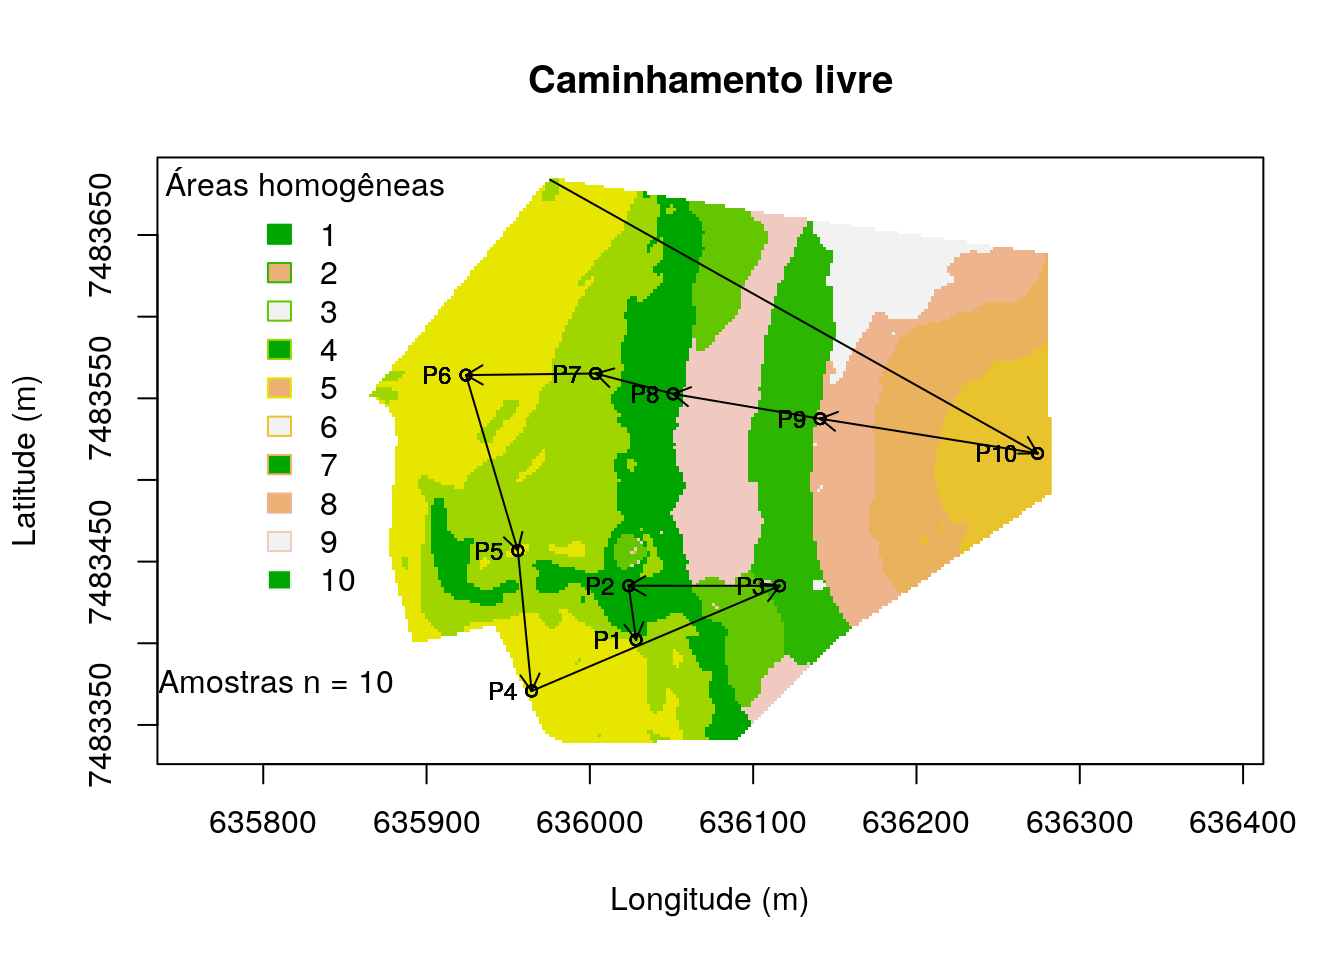 Caminhamento livre
Áreas homogêneas
1
2
3
4
5
6
7
8
9
10
Amostras n = 10
P6
P7
P8
P9
P10
P5
P2
P3
P1
P4
Latitude (m)
7483650
7483550
7483450
7483350
635800 635900 636000 636100 636200 636300 636400
Longitude (m)